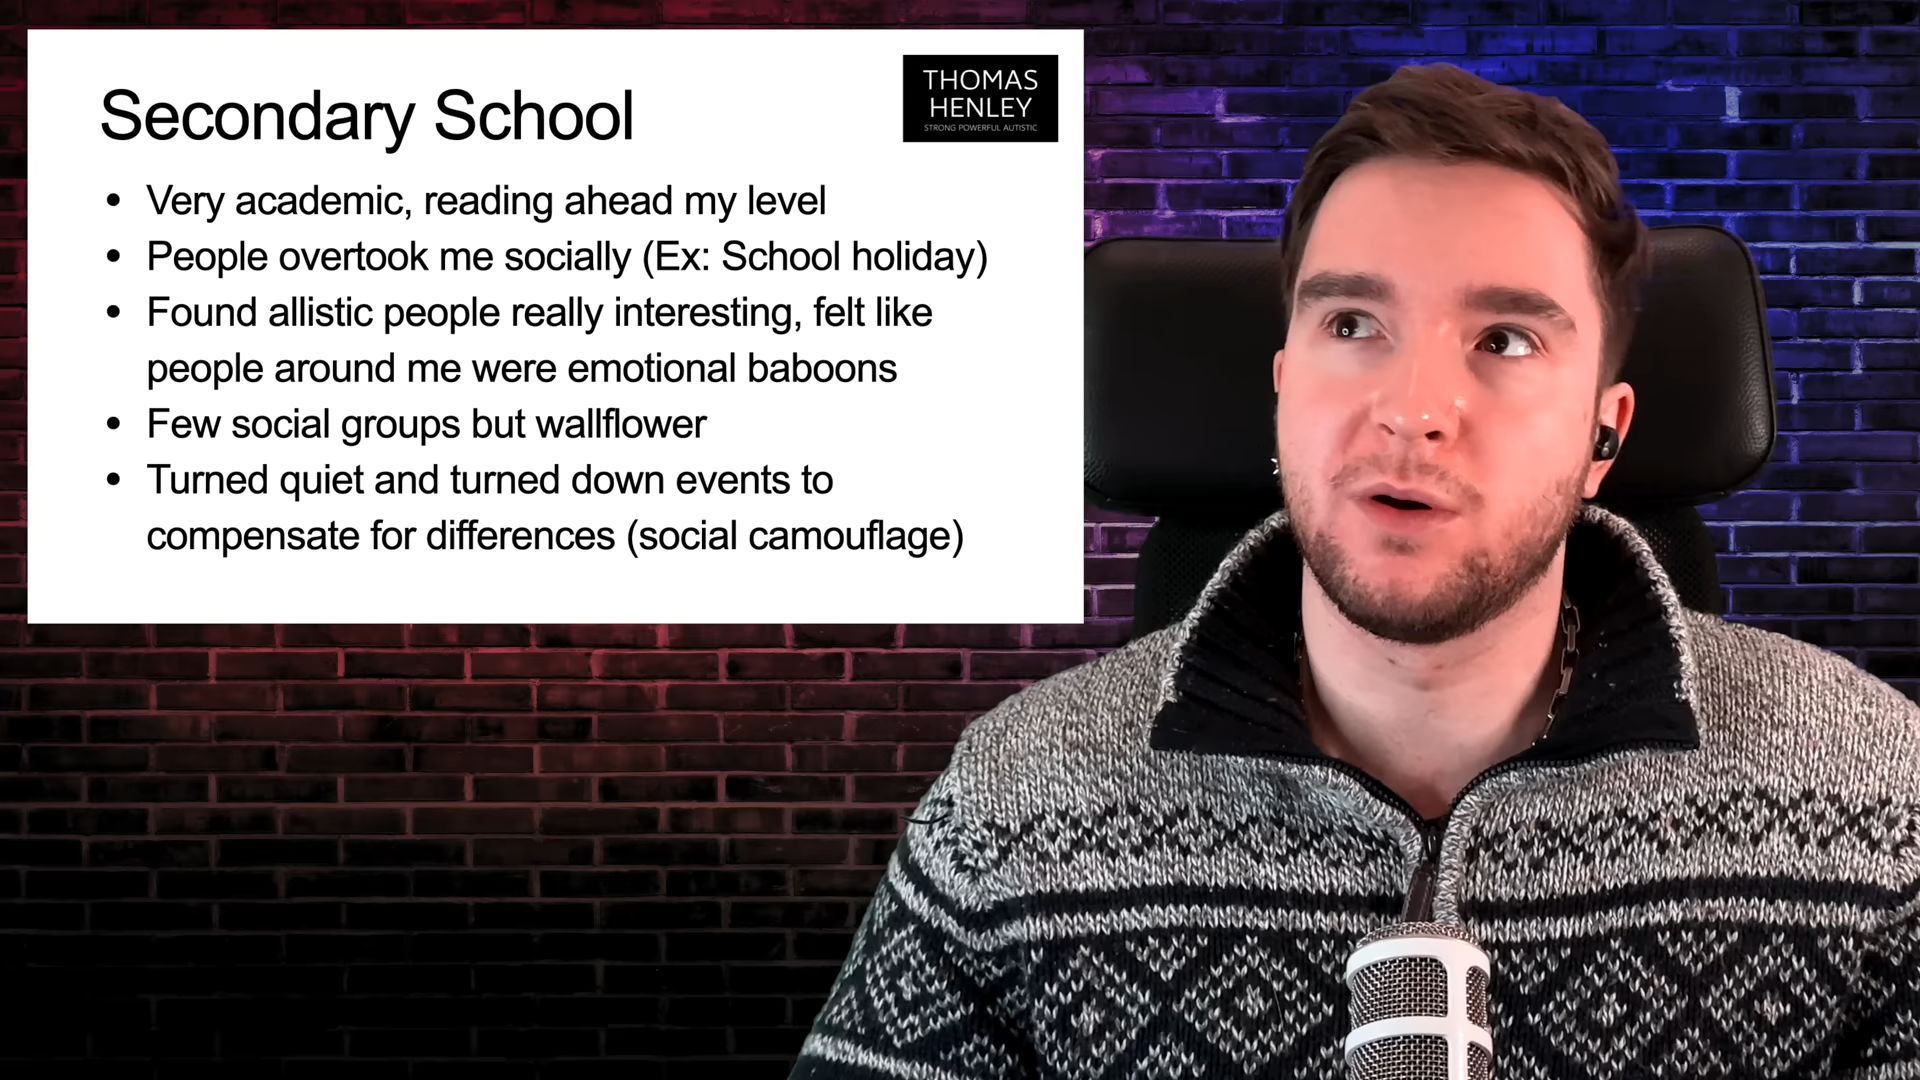 Secondary School
THOMAS
HENLEY
STRONG POWERFUL AUTISTIC
• Very academic, reading ahead my level
• People overtook me socially (Ex: School holiday)
• Found allistic people really interesting, felt like
people around me were emotional baboons
• Few social groups but wallflower
• Turned quiet and turned down events to
compensate for differences (social camouflage)